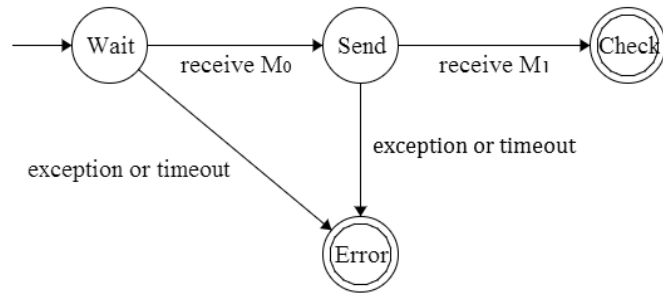 Wait
Send
Check
receive M0
receive M1
exception or timeout
exception or timeout
Error